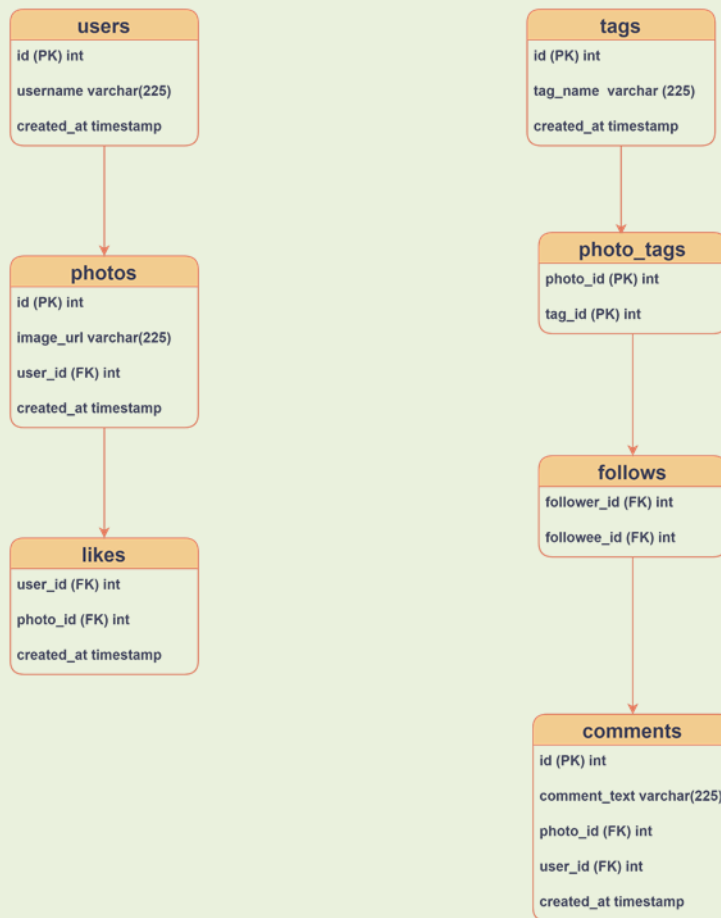 users
id (PK) int
username varchar(225)
created_at timestamp
photos
id (PK) int
image_url varchar(225)
user_id (FK) int
created_at timestamp
likes
user_id (FK) int
photo_id (FK) int
created_at timestamp
tags
id (PK) int
tag_name varchar (225)
created_at timestamp
photo_tags
photo_id (PK) int
tag_id (PK) int
follows
follower_id (FK) int
followee_id (FK) int
comments
id (PK) int
comment_text varchar(225)
photo_id (FK) int
user_id (FK) int
created_at timestamp